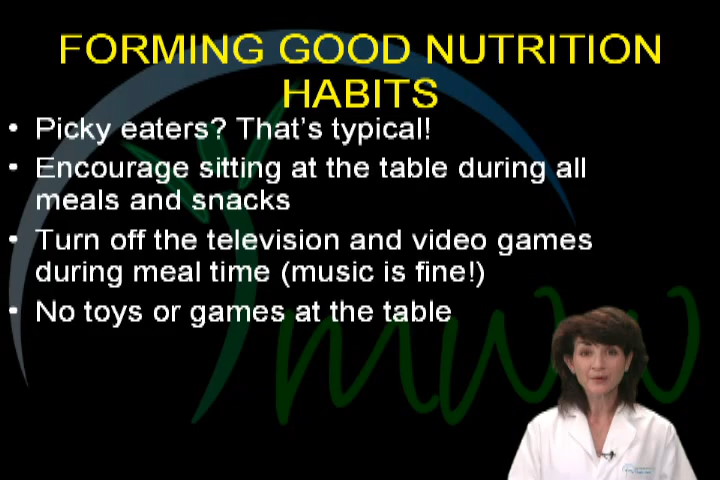 FORMING GOOD NUTRITION
HABITS
• Picky eaters? That's typical!
• Encourage sitting at the table during all
meals and snacks
• Turn off the television and video games
during meal time (music is fine!)
• No toys or games at the table
mww